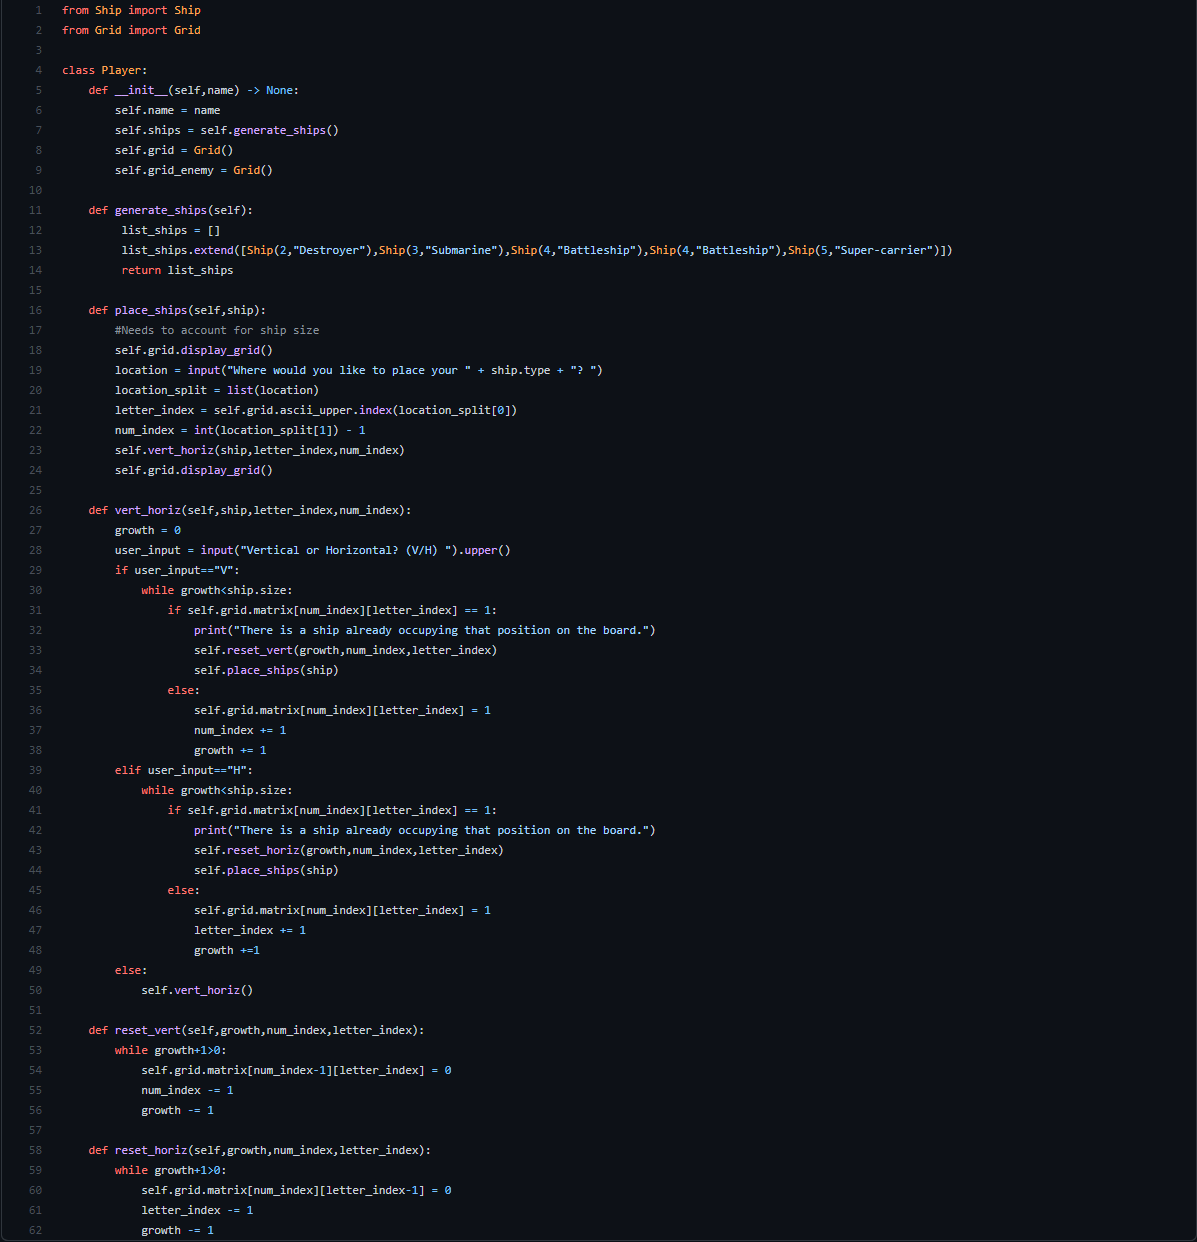 1 from Ship import Ship
2 from Grid import Grid
3
4 class Player:
5     def __init__(self,name) -> None:
6         self.name = name
7         self.ships = self.generate_ships()
8         self.grid = Grid()
9         self.grid_enemy = Grid()
10
11     def generate_ships(self):
12          list_ships = []
13          list_ships.extend([Ship(2,"Destroyer"),Ship(3,"Submarine"),Ship(4,"Battleship"),Ship(4,"Battleship"),Ship(5,"Super-carrier")])
14          return list_ships
15
16     def place_ships(self,ship):
17         #Needs to account for ship size
18         self.grid.display_grid()
19         location = input("Where would you like to place your " + ship.type + "? ")
20         location_split = list(location)
21         letter_index = self.grid.ascii_upper.index(location_split[0])
22         num_index = int(location_split[1]) - 1
23         self.vert_horiz(ship,letter_index,num_index)
24         self.grid.display_grid()
25
26     def vert_horiz(self,ship,letter_index,num_index):
27         growth = 0
28         user_input = input("Vertical or Horizontal? (V/H) ").upper()
29         if user_input=="V":
30             while growth<ship.size:
31                 if self.grid.matrix[num_index][letter_index] == 1:
32                     print("There is a ship already occupying that position on the board.")
33                     self.reset_vert(growth,num_index,letter_index)
34                     self.place_ships(ship)
35                 else:
36                     self.grid.matrix[num_index][letter_index] = 1
37                     num_index += 1
38                     growth += 1
39         elif user_input=="H":
40             while growth<ship.size:
41                 if self.grid.matrix[num_index][letter_index] == 1:
42                     print("There is a ship already occupying that position on the board.")
43                     self.reset_horiz(growth,num_index,letter_index)
44                     self.place_ships(ship)
45                 else:
46                     self.grid.matrix[num_index][letter_index] = 1
47                     letter_index += 1
48                     growth +=1
49         else:
50             self.vert_horiz()
51
52     def reset_vert(self,growth,num_index,letter_index):
53         while growth+1>0:
54             self.grid.matrix[num_index-1][letter_index] = 0
55             num_index -= 1
56             growth -= 1
57
58     def reset_horiz(self,growth,num_index,letter_index):
59         while growth+1>0:
60             self.grid.matrix[num_index][letter_index-1] = 0
61             letter_index -= 1
62             growth -= 1